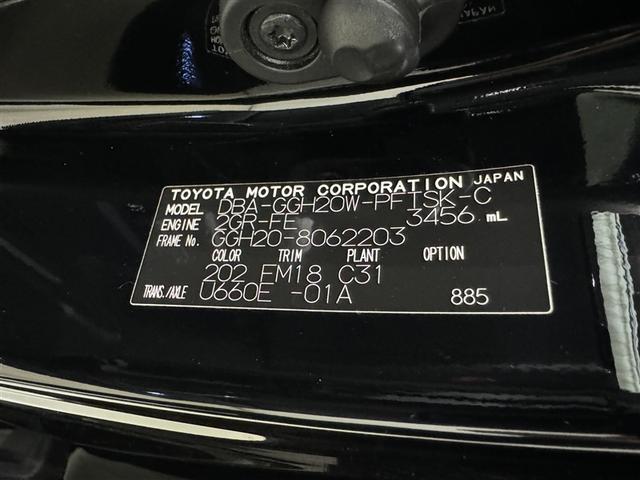 TOYOTA MOTOR CORPORATION JAPAN
MODEL DBA-GGH20W-PFTSK-C
ENGINE 2GR-FE 3456 mL
FRAME No. GGH20-8062203
COLOR TRIM PLANT OPTION
202 FM18 C31
TRANS./AXLE U660E -01A 885